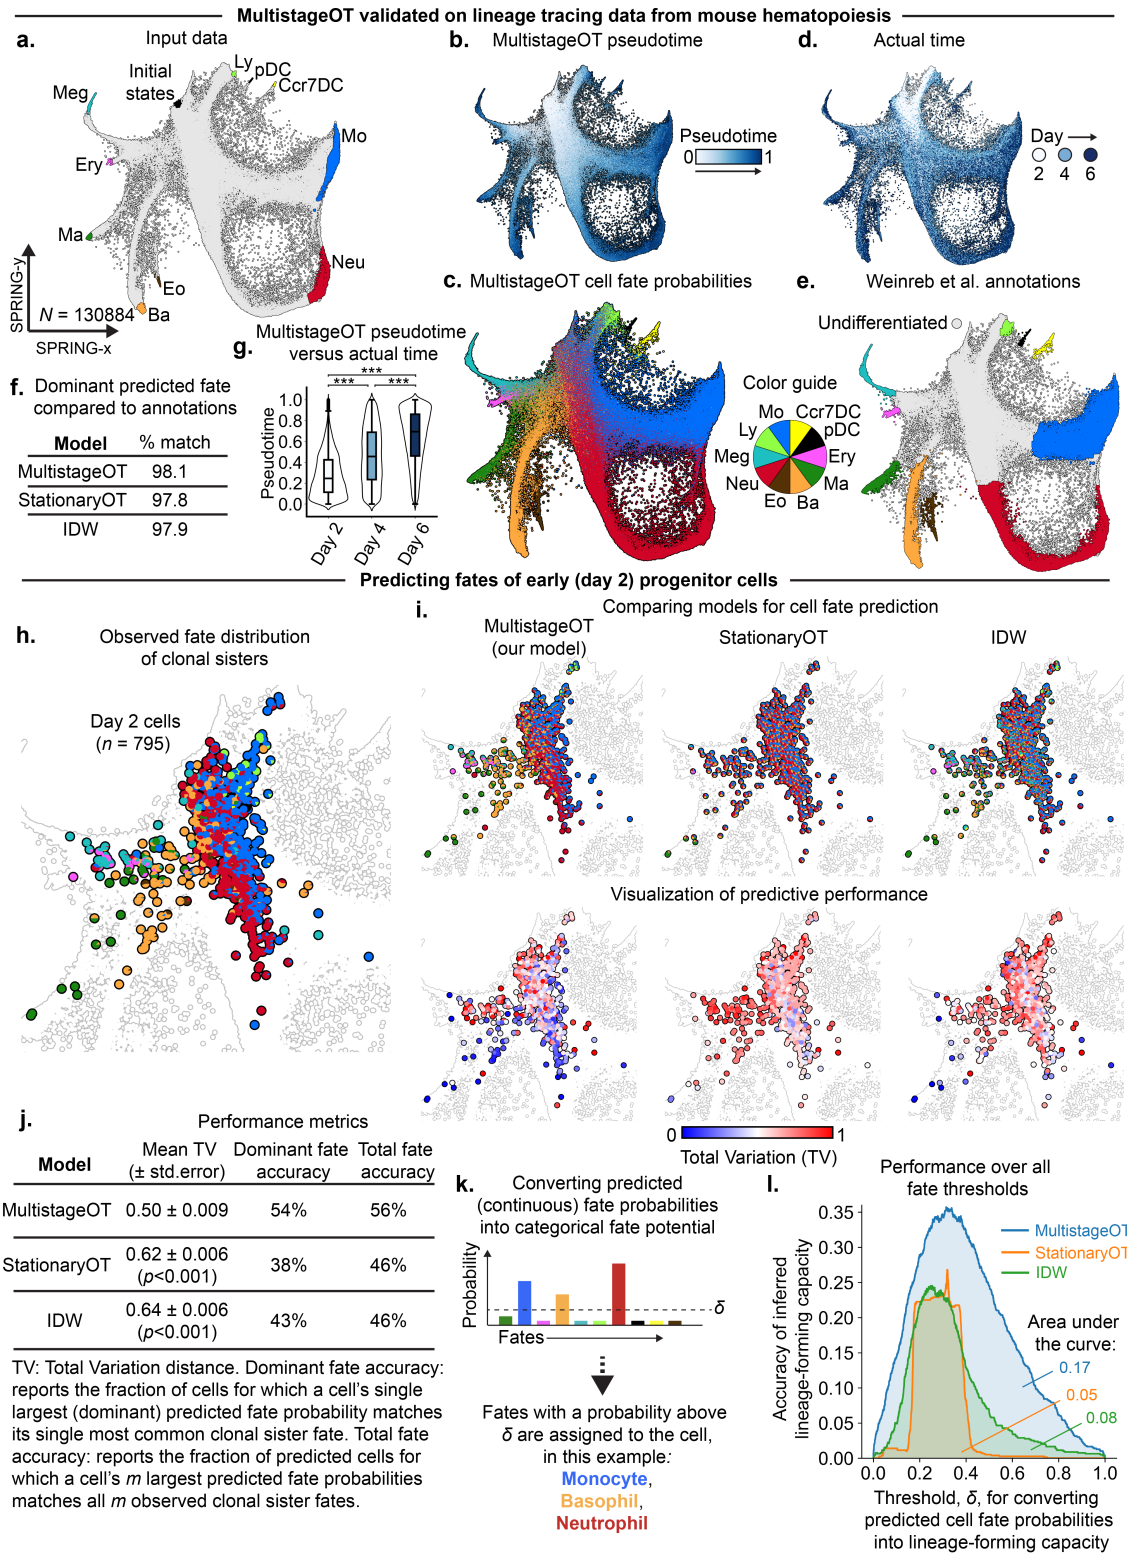 MultistageOT validated on lineage tracing data from mouse hematopoiesis
a. Input data
Initial states
Ly
pDC
Ccr7DC
Meg
Mo
Ery
Ma
Neu
Eo
Ba
N = 130884
SPRING-y
SPRING-x
b. MultistageOT pseudotime
Pseudotime
0 1
d. Actual time
Day
2 4 6
c. MultistageOT cell fate probabilities
Color guide
Mo Ccr7DC
Ly pDC
Meg Ery
Neu Ma
Eo Ba
e. Weinreb et al. annotations
Undifferentiated
f. Dominant predicted fate
compared to annotations
Model % match
MultistageOT 98.1
StationaryOT 97.8
IDW 97.9
g. MultistageOT pseudotime
versus actual time
***
*** ***
Pseudotime
1.0
0.8
0.6
0.4
0.2
0.0
Day 2 Day 4 Day 6
Predicting fates of early (day 2) progenitor cells
h. Observed fate distribution
of clonal sisters
Day 2 cells
(n = 795)
i. Comparing models for cell fate prediction
MultistageOT
(our model)
StationaryOT
IDW
Visualization of predictive performance
0 1
Total Variation (TV)
j. Performance metrics
Model Mean TV (± std.error) Dominant fate accuracy Total fate accuracy
MultistageOT 0.50 ± 0.009 54% 56%
StationaryOT 0.62 ± 0.006 (p<0.001) 38% 46%
IDW 0.64 ± 0.006 (p<0.001) 43% 46%
TV: Total Variation distance. Dominant fate accuracy:
reports the fraction of cells for which a cell's single
largest (dominant) predicted fate probability matches
its single most common clonal sister fate. Total fate
accuracy: reports the fraction of predicted cells for
which a cell's m largest predicted fate probabilities
matches all m observed clonal sister fates.
k. Converting predicted
(continuous) fate probabilities
into categorical fate potential
Probability
δ
Fates
Fates with a probability above
δ are assigned to the cell,
in this example:
Monocyte,
Basophil,
Neutrophil
l. Performance over all
fate thresholds
Accuracy of inferred
lineage-forming capacity
0.35
0.30
0.25
0.20
0.15
0.10
0.05
0.00
MultistageOT
StationaryOT
IDW
Area under
the curve:
0.17
0.05
0.08
0.0 0.2 0.4 0.6 0.8 1.0
Threshold, δ, for converting
predicted cell fate probabilities
into lineage-forming capacity